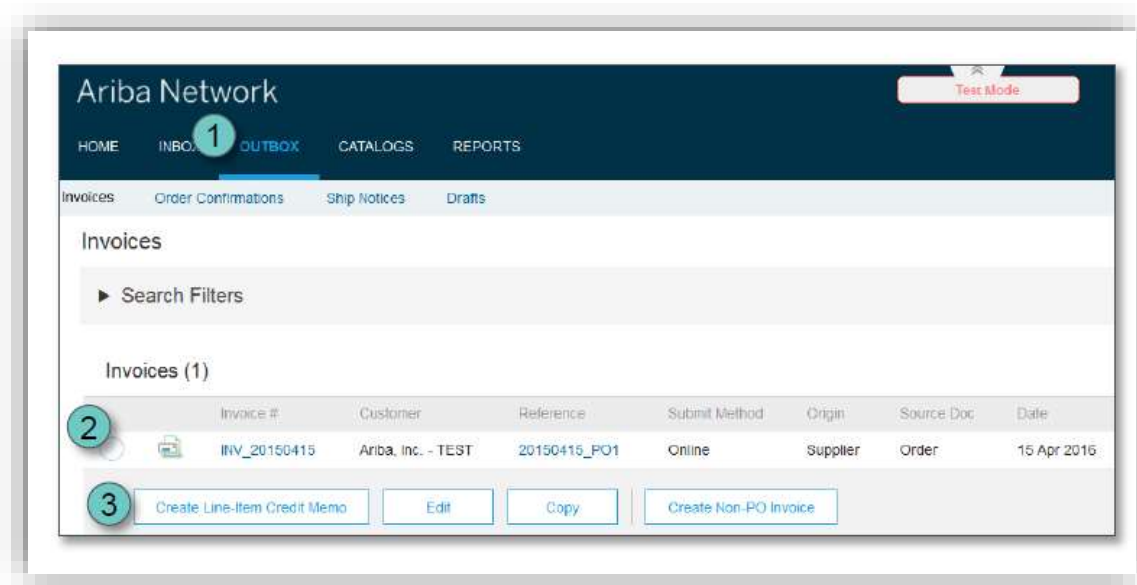 Ariba Network
Test Mode
HOME INBOX 1 OUTBOX CATALOGS REPORTS
Invoices Order Confirmations Ship Notices Drafts
Invoices
► Search Filters
Invoices (1)
Invoice # Customer Reference Submit Method Origin Source Doc Date
2 INV_20150415 Ariba, Inc. - TEST 20150415_PO1 Online Supplier Order 15 Apr 2016
3 Create Line-Item Credit Memo Edit Copy Create Non-PO Invoice